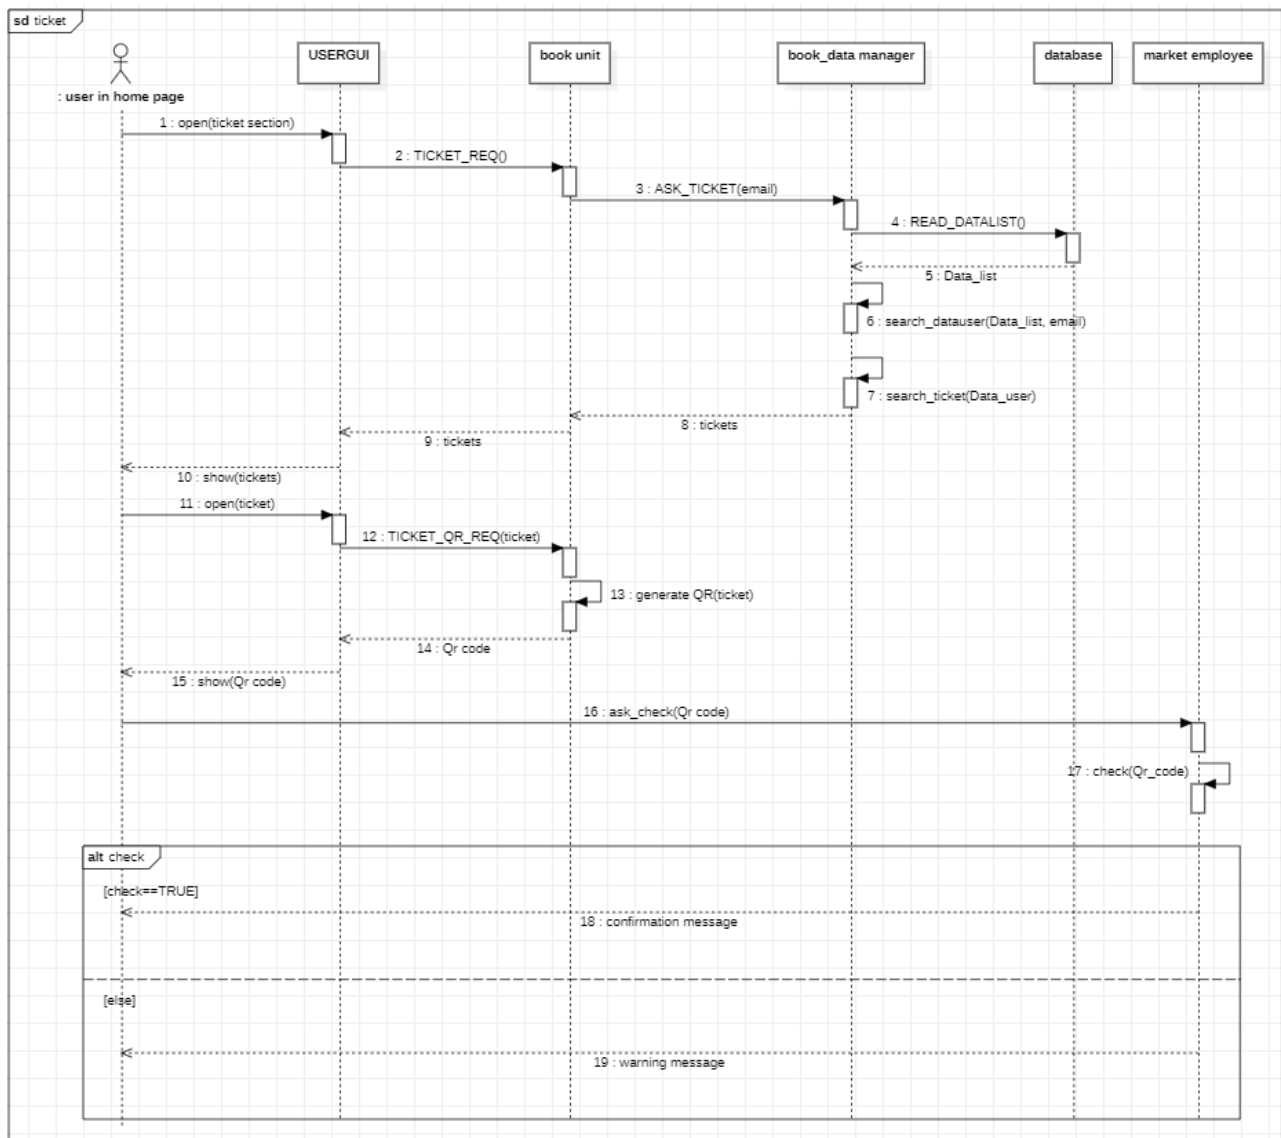 sd ticket
USERGUI
book unit
book_data manager
database
market employee
: user in home page
1 : open(ticket section)
2 : TICKET_REQ()
3 : ASK_TICKET(email)
4 : READ_DATALIST()
5 : Data_list
6 : search_datauser(Data_list, email)
7 : search_ticket(Data_user)
8 : tickets
9 : tickets
10 : show(tickets)
11 : open(ticket)
12 : TICKET_QR_REQ(ticket)
13 : generate QR(ticket)
14 : Qr code
15 : show(Qr code)
16 : ask_check(Qr code)
17 : check(Qr_code)
alt check
[check==TRUE]
18 : confirmation message
[else]
19 : warning message